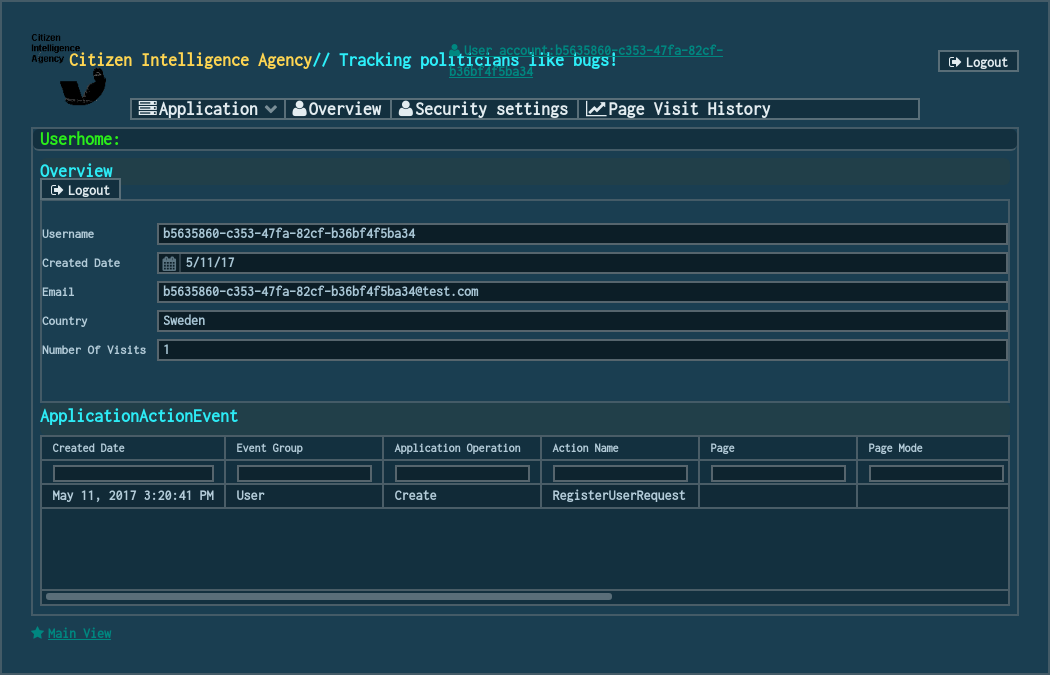 Citizen
Intelligence
Agency
Citizen Intelligence Agency// Tracking politicians like bugs!
User account:b5635860-c353-47fa-82cf-
b36bf4f5ba34
Logout
Application Overview Security settings Page Visit History
Userhome:
Overview
Logout
Username b5635860-c353-47fa-82cf-b36bf4f5ba34
Created Date 5/11/17
Email b5635860-c353-47fa-82cf-b36bf4f5ba34@test.com
Country Sweden
Number Of Visits 1
ApplicationActionEvent
Created Date Event Group Application Operation Action Name Page Page Mode
May 11, 2017 3:20:41 PM User Create RegisterUserRequest
Main View